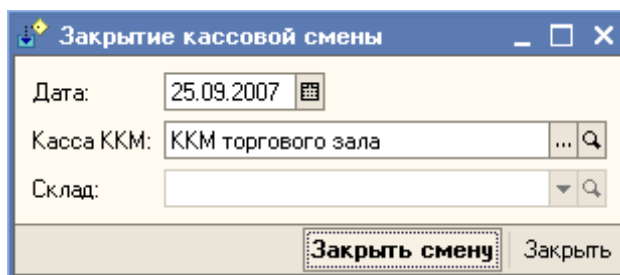 Закрытие кассовой смены
Дата: 25.09.2007
Касса ККМ: ККМ торгового зала ...
Склад:
Закрыть смену Закрыть